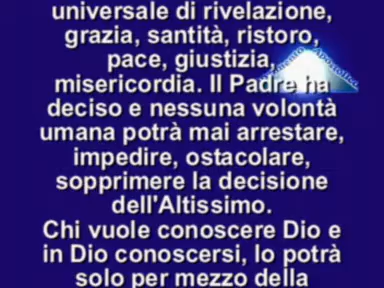 universale di rivelazione,
grazia, santità, ristoro,
pace, giustizia,
misericordia. Il Padre ha
deciso e nessuna volontà
umana potrà mai arrestare,
impedire, ostacolare,
sopprimere la decisione
dell'Altissimo.
Chi vuole conoscere Dio e
in Dio conoscersi, lo potrà
solo per mezzo della